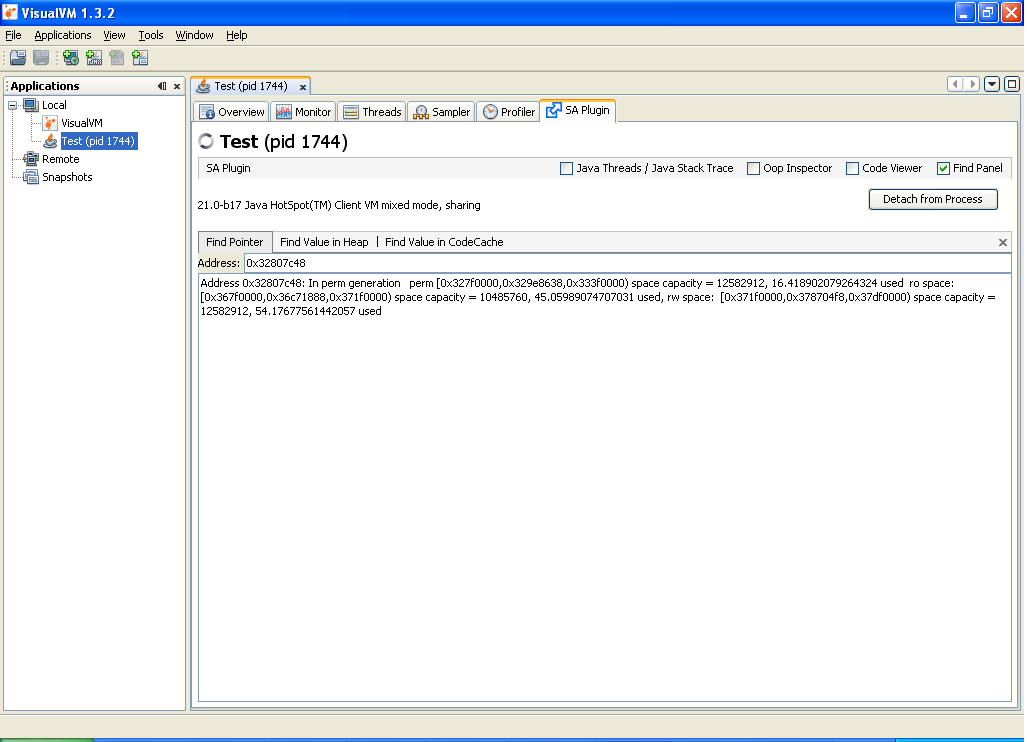 VisualVM 1.3.2
File Applications View Tools Window Help
Applications
Local
VisualVM
Test (pid 1744)
Remote
Snapshots
Test (pid 1744)
Overview Monitor Threads Sampler Profiler SA Plugin
Test (pid 1744)
SA Plugin Java Threads / Java Stack Trace Oop Inspector Code Viewer Find Panel
21.0-b17 Java HotSpot(TM) Client VM mixed mode, sharing
Detach from Process
Find Pointer Find Value in Heap Find Value in CodeCache
Address: 0x32807c48
Address 0x32807c48: In perm generation perm [0x327f0000,0x329e8638,0x333f0000) space capacity = 12582912, 16.418902079264324 used ro space:
[0x367f0000,0x36c71888,0x371f0000) space capacity = 10485760, 45.05989074707031 used, rw space: [0x371f0000,0x378704f8,0x37df0000) space capacity =
12582912, 54.17677561442057 used